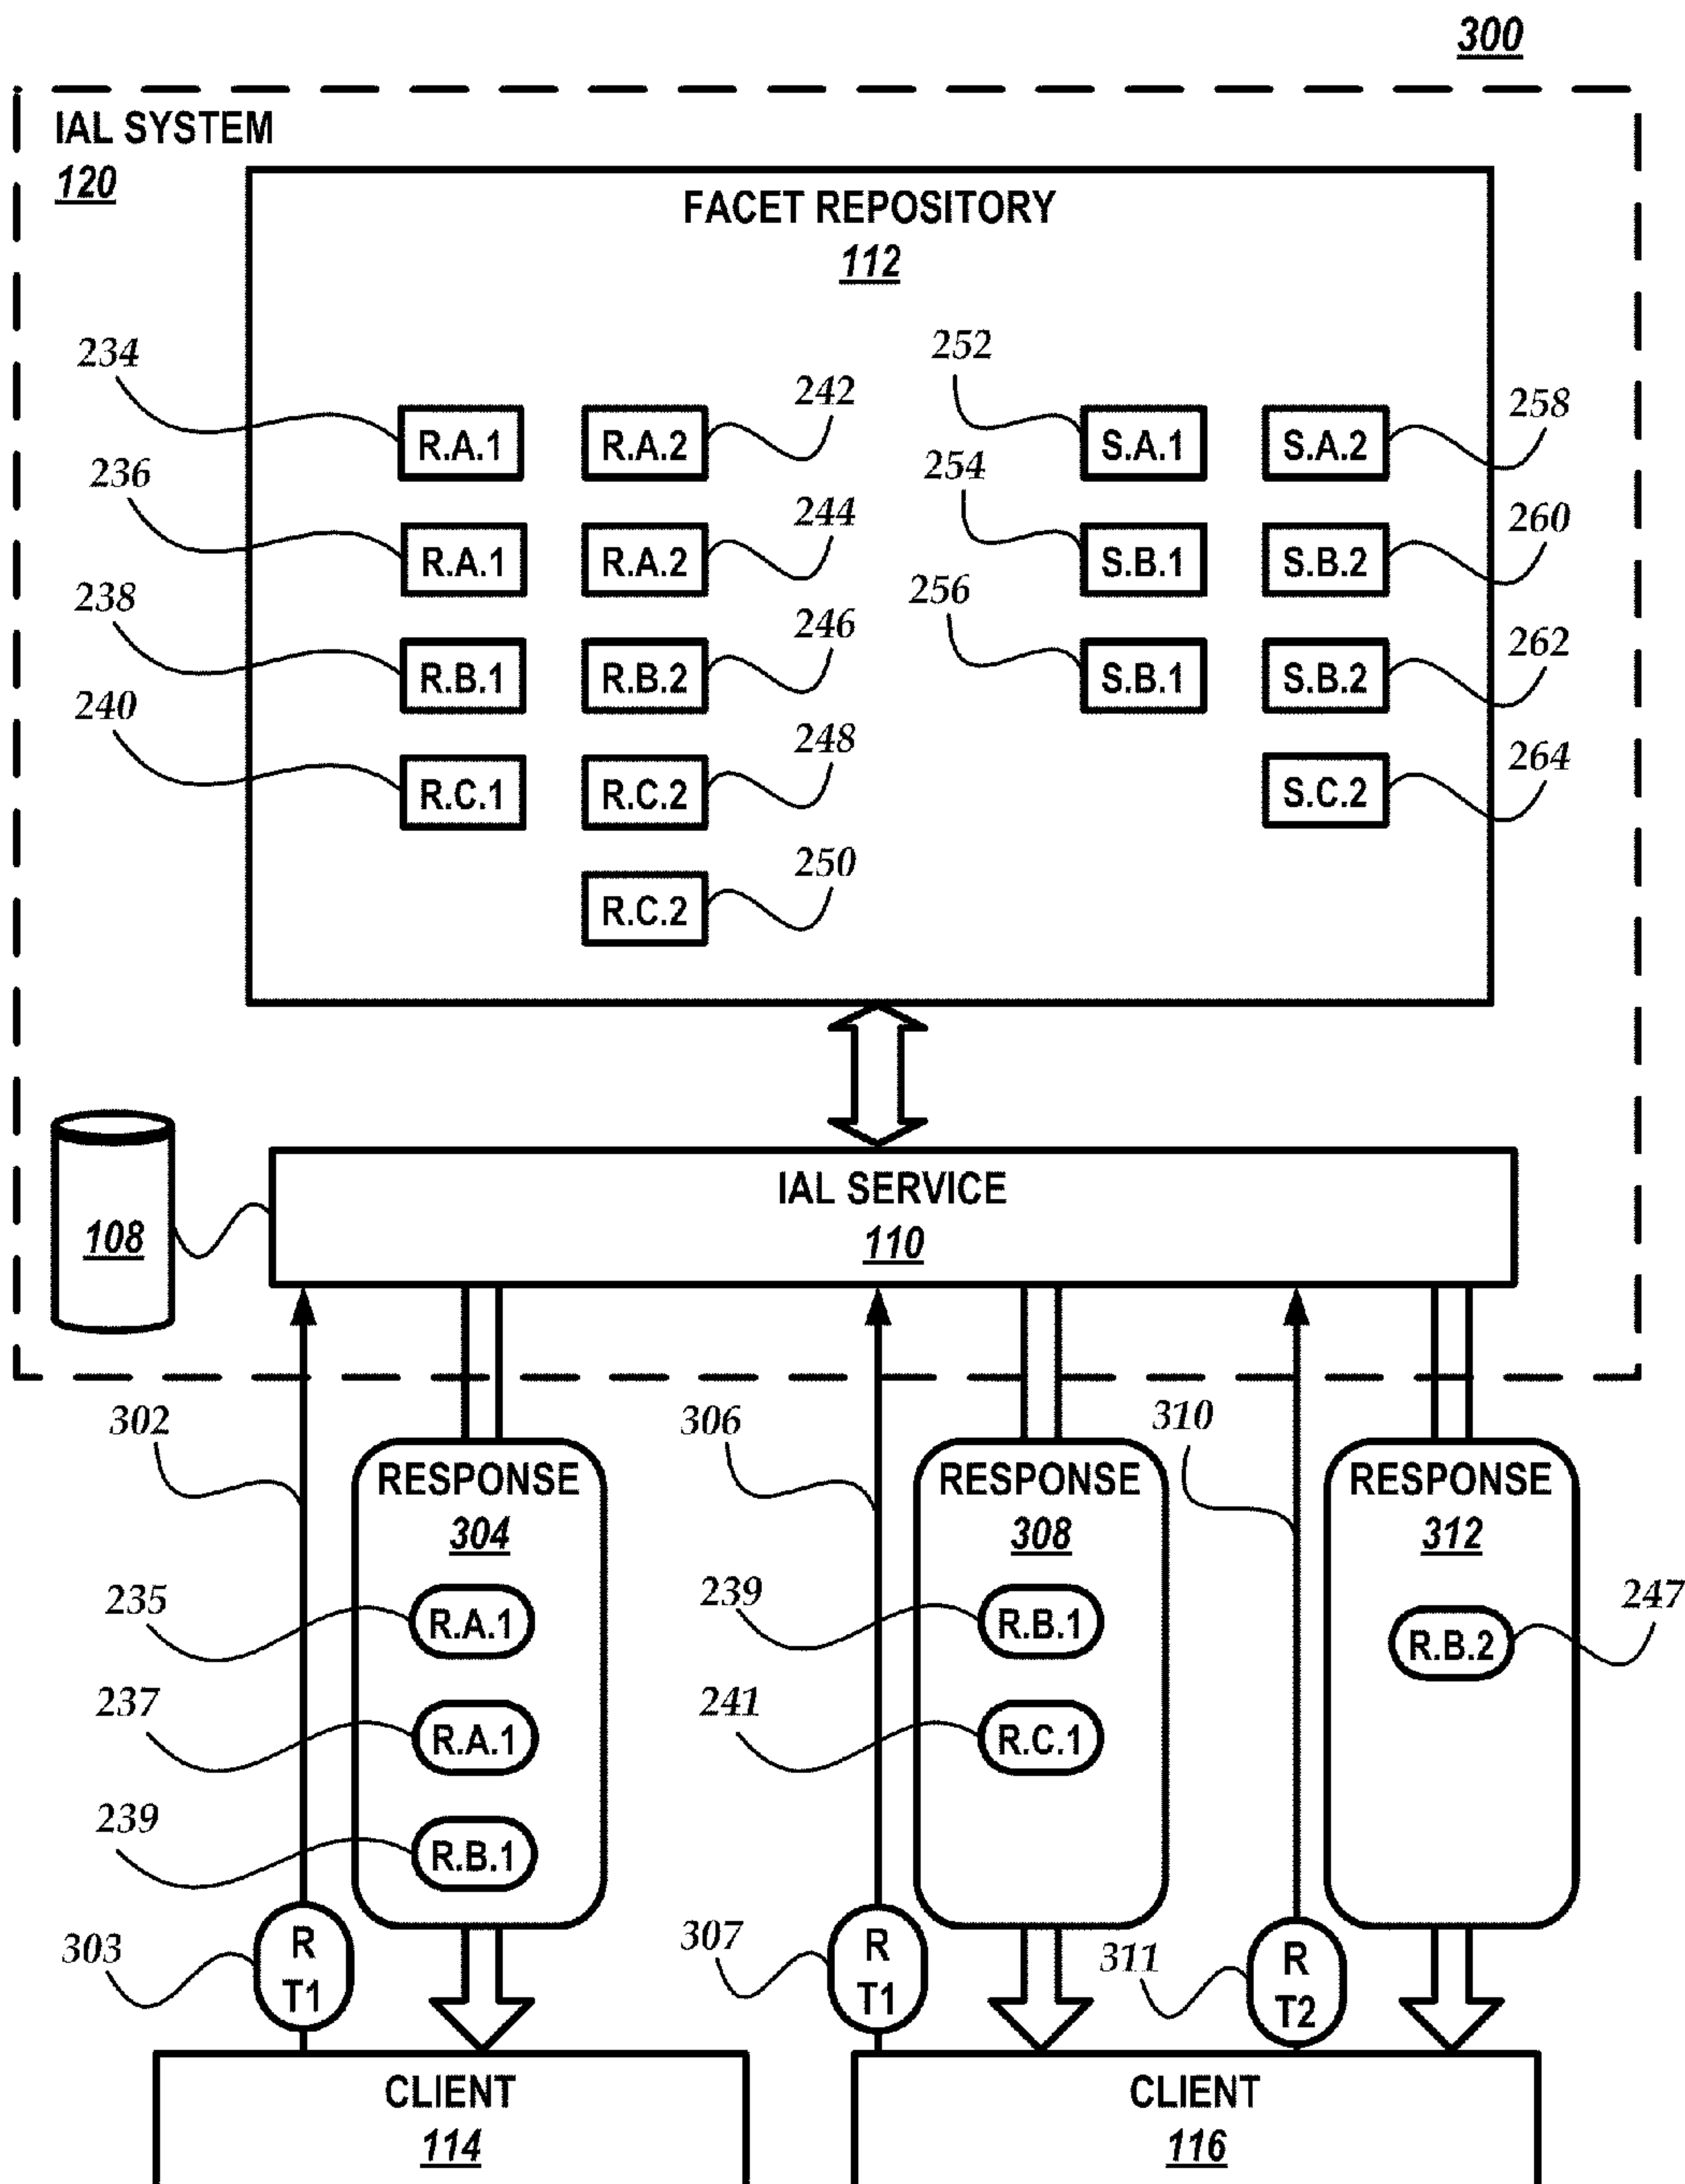 300
IAL SYSTEM
120
FACET REPOSITORY
112
234
242
252
258
R.A.1
R.A.2
S.A.1
S.A.2
236
244
254
260
R.A.1
R.A.2
S.B.1
S.B.2
238
246
256
262
R.B.1
R.B.2
S.B.1
S.B.2
240
248
264
R.C.1
R.C.2
S.C.2
250
R.C.2
108
IAL SERVICE
110
302
306
310
RESPONSE
304
RESPONSE
308
RESPONSE
312
235
R.A.1
239
R.B.1
247
R.B.2
237
R.A.1
241
R.C.1
239
R.B.1
303
R
T1
307
R
T1
311
R
T2
CLIENT
114
CLIENT
116